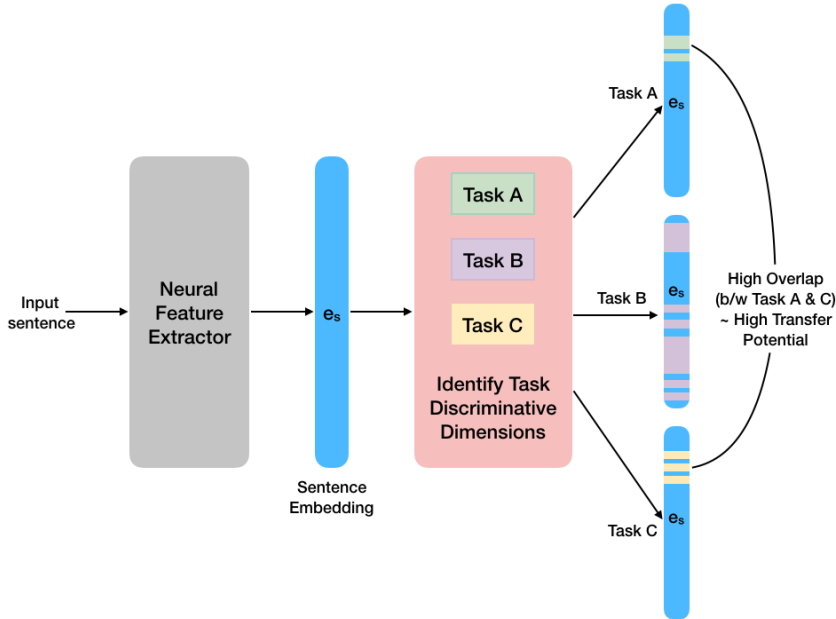 Input
sentence
Neural
Feature
Extractor
es
Sentence
Embedding
Task A
Task B
Task C
Identify Task
Discriminative
Dimensions
Task A
es
Task B
es
Task C
es
High Overlap
(b/w Task A & C)
~ High Transfer
Potential